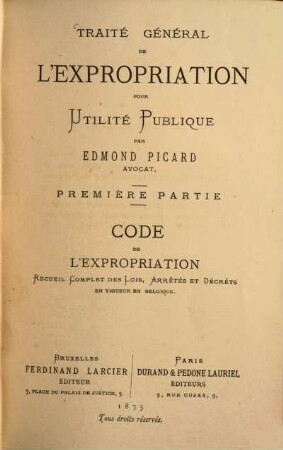 TRAITÉ GÉNÉRAL
DE
L'EXPROPRIATION
POUR
UTILITÉ PUBLIQUE
PAR
EDMOND PICARD
AVOCAT.
PREMIÈRE PARTIE
CODE
DE
L'EXPROPRIATION
RECUEIL COMPLET DES LOIS, ARRÊTÉS ET DÉCRETS
EN VIGUEUR EN BELGIQUE.
BRUXELLES
FERDINAND LARCIER
ÉDITEUR
9, PLACE DU PALAIS DE JUSTICE, 9.
PARIS
DURAND & PEDONE LAURIEL
ÉDITEURS
9, RUE CUJAS, 9.
1875
Tous droits réservés.